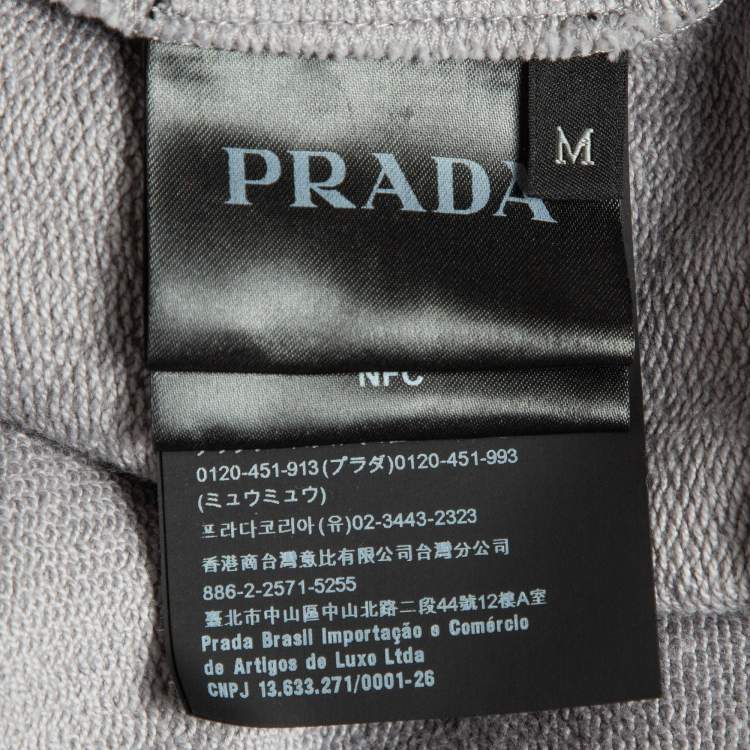 PRADA
M
NFC
0120-451-913(プラダ)0120-451-993
(ミュウミュウ)
프라다코리아(유)02-3443-2323
香港商台灣意比有限公司台灣分公司
886-2-2571-5255
臺北市中山區中山北路二段44號12樓A室
Prada Brasil Importação e Comércio
de Artigos de Luxo Ltda
CNPJ 13.633.271/0001-26